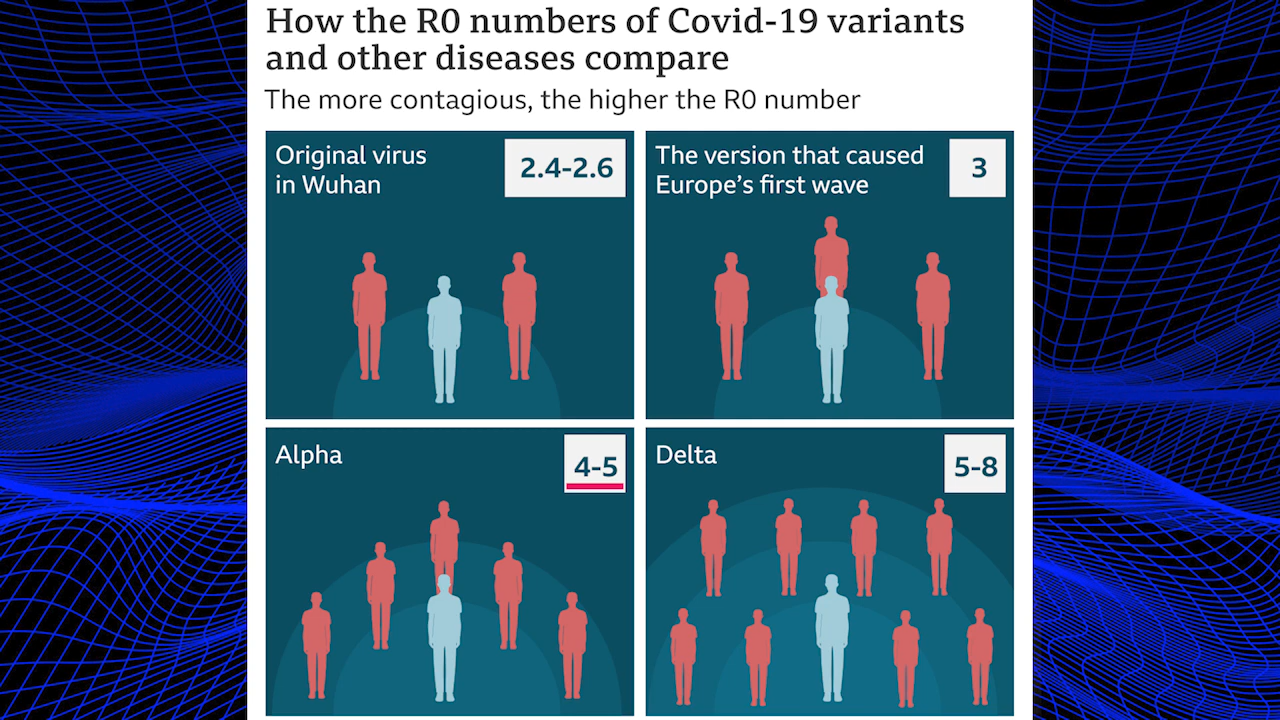 How the R0 numbers of Covid-19 variants
and other diseases compare
The more contagious, the higher the R0 number
Original virus
in Wuhan
2.4-2.6
The version that caused
Europe’s first wave
3
Alpha
4-5
Delta
5-8